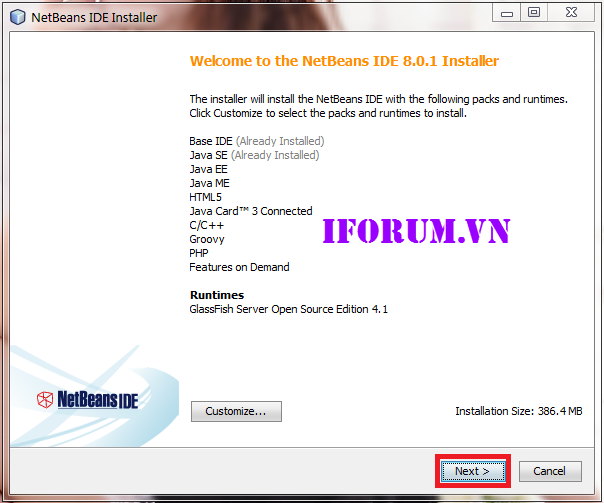 NetBeans IDE Installer
Welcome to the NetBeans IDE 8.0.1 Installer
The installer will install the NetBeans IDE with the following packs and runtimes.
Click Customize to select the packs and runtimes to install.
Base IDE (Already Installed)
Java SE (Already Installed)
Java EE
Java ME
HTML5
Java Card™ 3 Connected
C/C++
Groovy
PHP
Features on Demand
IFORUM.VN
Runtimes
GlassFish Server Open Source Edition 4.1
NetBeans IDE
Customize...
Installation Size: 386.4 MB
Next >
Cancel